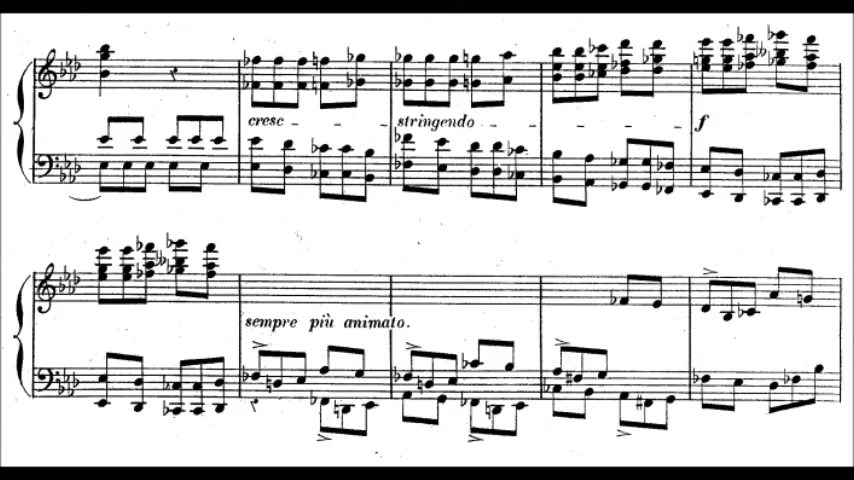 cresc - - - stringendo - - - - f
sempre più animato.